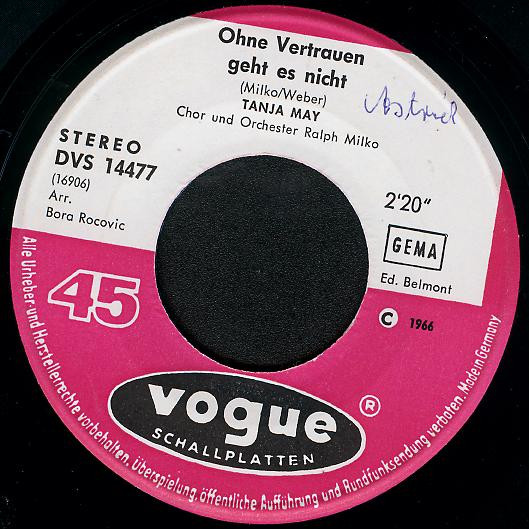 Ohne Vertrauen
geht es nicht
(Milko/Weber)
TANJA MAY
Chor und Orchester Ralph Milko
Astrid
STEREO
DVS 14477
(16906)
Arr.
Bora Rocovic
2'20"
GEMA
Ed. Belmont
45
© 1966
vogue ®
SCHALLPLATTEN
Alle Urheber- und Herstellerrechte vorbehalten. Überspielung, öffentliche Aufführung und Rundfunksendung verboten. Made in Germany